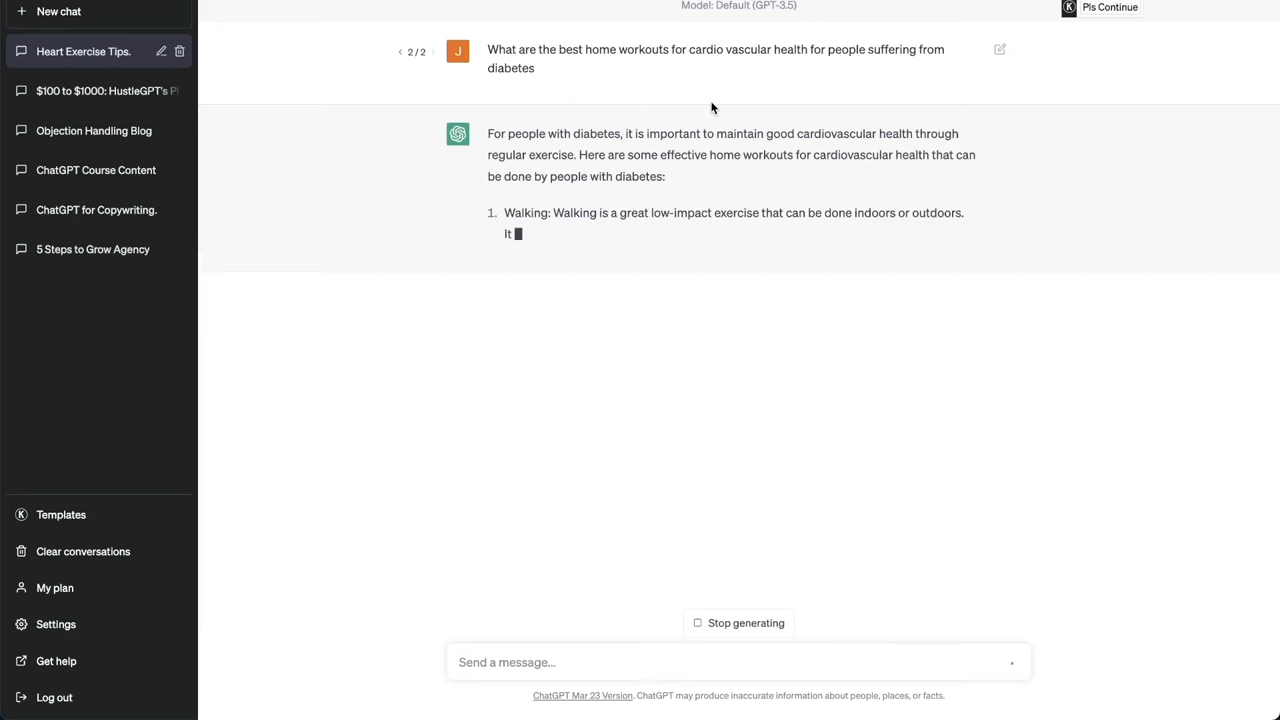 New chat
Heart Exercise Tips.
$100 to $1000: HustleGPT's Pl
Objection Handling Blog
ChatGPT Course Content
ChatGPT for Copywriting.
5 Steps to Grow Agency
Templates
Clear conversations
My plan
Settings
Get help
Log out
Model: Default (GPT-3.5)
K Pls Continue
2 / 2
J
What are the best home workouts for cardio vascular health for people suffering from
diabetes
For people with diabetes, it is important to maintain good cardiovascular health through
regular exercise. Here are some effective home workouts for cardiovascular health that can
be done by people with diabetes:
1. Walking: Walking is a great low-impact exercise that can be done indoors or outdoors.
It
Stop generating
Send a message...
ChatGPT Mar 23 Version. ChatGPT may produce inaccurate information about people, places, or facts.